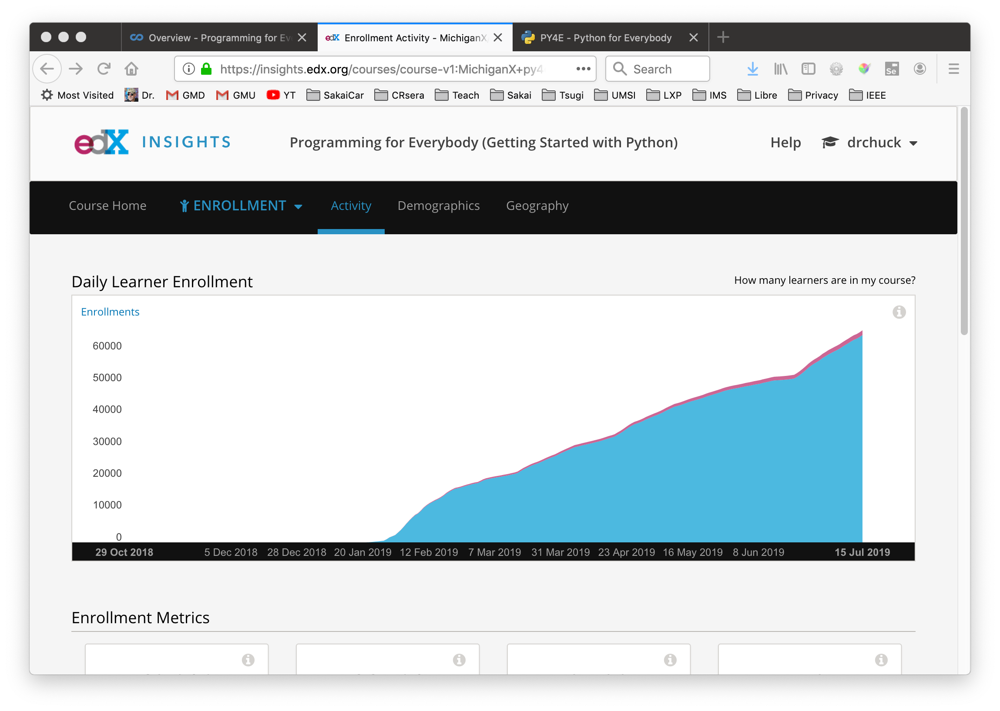 Overview - Programming for Ev
Enrollment Activity - MichiganX
PY4E - Python for Everybody
https://insights.edx.org/courses/course-v1:MichiganX+py4
Search
Se
Most Visited Dr. GMD GMU YT SakaiCar CRsera Teach Sakai Tsugi UMSI LXP IMS Libre Privacy IEEE
edX INSIGHTS
Programming for Everybody (Getting Started with Python)
Help drchuck
Course Home ENROLLMENT Activity Demographics Geography
Daily Learner Enrollment
How many learners are in my course?
Enrollments
60000
50000
40000
30000
20000
10000
0
29 Oct 2018 5 Dec 2018 28 Dec 2018 20 Jan 2019 12 Feb 2019 7 Mar 2019 31 Mar 2019 23 Apr 2019 16 May 2019 8 Jun 2019 15 Jul 2019
Enrollment Metrics